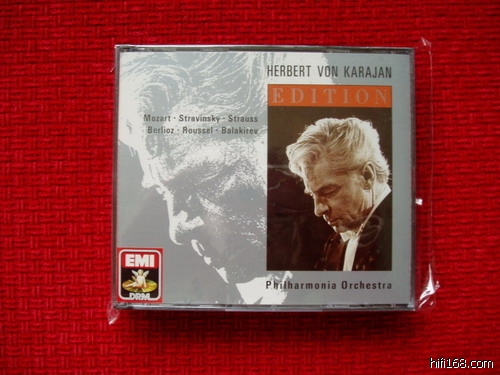 HERBERT VON KARAJAN
EDITION
Mozart · Stravinsky · Strauss
Berlioz · Roussel · Balakirev
EMI
DRM
Philharmonia Orchestra
hifi168.com